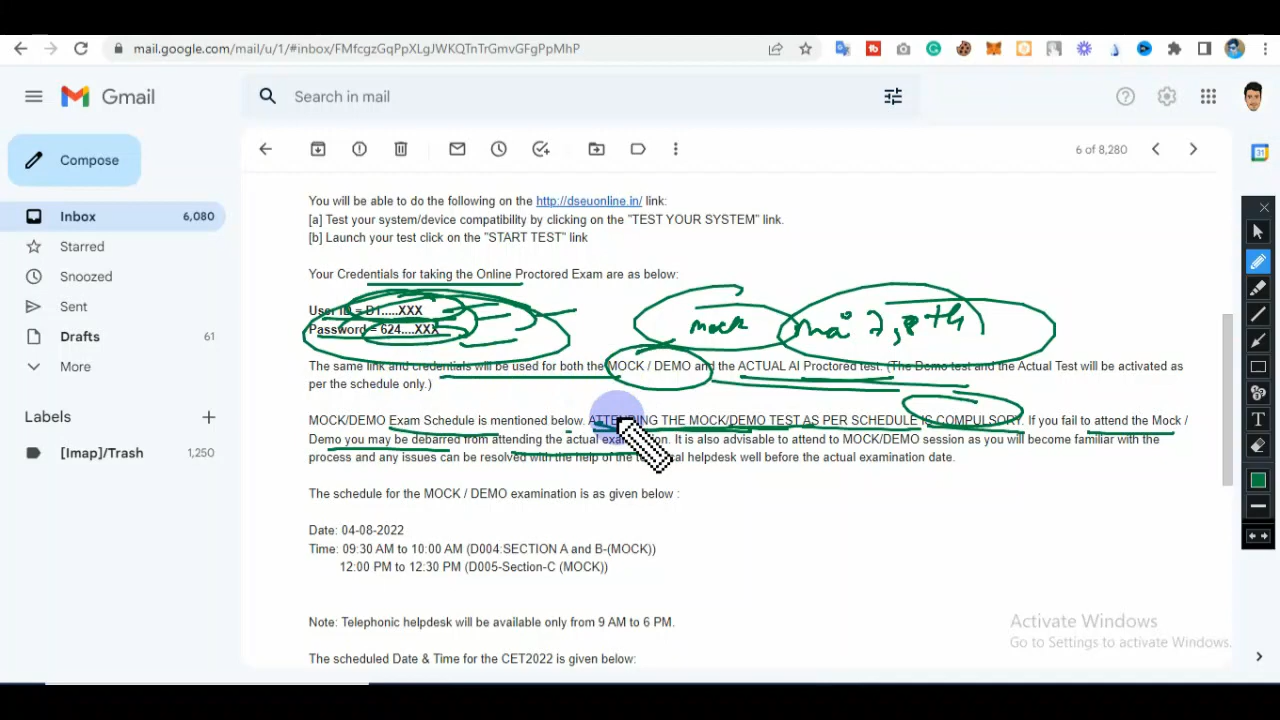 mail.google.com/mail/u/1/#inbox/FMfcgzGqPpXLgJWKQTnTrGmvGFgPpMhP
Gmail
Search in mail
Compose
6 of 8,280
Inbox 6,080
Starred
Snoozed
Sent
Drafts 61
More
Labels
[Imap]/Trash 1,250
You will be able to do the following on the http://dseuonline.in/ link:
[a] Test your system/device compatibility by clicking on the "TEST YOUR SYSTEM" link.
[b] Launch your test click on the "START TEST" link
Your Credentials for taking the Online Proctored Exam are as below:
User ID = D1.....XXX
Password = 624....XXX
mock
The same link and credentials will be used for both the MOCK / DEMO and the ACTUAL AI Proctored test. (The Demo test and the Actual Test will be activated as
per the schedule only.)
MOCK/DEMO Exam Schedule is mentioned below. ATTENDING THE MOCK/DEMO TEST AS PER SCHEDULE IS COMPULSORY. If you fail to attend the Mock /
Demo you may be debarred from attending the actual examination. It is also advisable to attend to MOCK/DEMO session as you will become familiar with the
process and any issues can be resolved with the help of the technical helpdesk well before the actual examination date.
The schedule for the MOCK / DEMO examination is as given below :
Date: 04-08-2022
Time: 09:30 AM to 10:00 AM (D004:SECTION A and B-(MOCK))
12:00 PM to 12:30 PM (D005-Section-C (MOCK))
Note: Telephonic helpdesk will be available only from 9 AM to 6 PM.
The scheduled Date & Time for the CET2022 is given below:
Activate Windows
Go to Settings to activate Windows.